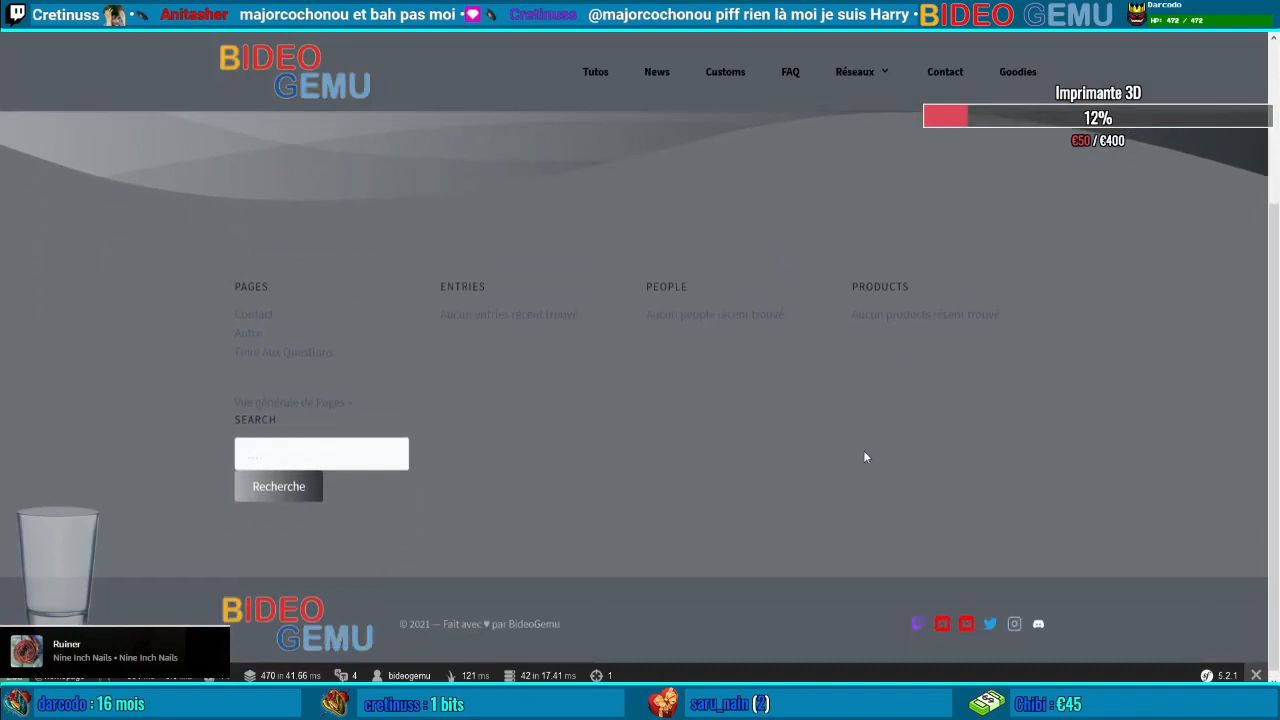 Cretinuss • Anitasher majorcochonou et bah pas moi • Cretinuss @majorcochonou piff rien là moi je suis Harry • BIDEO GEMU
Darcodo
HP: 472 / 472
BIDEO GEMU
Tutos News Customs FAQ Réseaux Contact Goodies
Imprimante 3D
12%
€50 / €400
PAGES
Contact
Autre
Foire Aux Questions
Vue générale de Pages »
ENTRIES
Aucun entries récent trouvé
PEOPLE
Aucun people récent trouvé
PRODUCTS
Aucun products récent trouvé
SEARCH
...
Recherche
BIDEO GEMU
© 2021 — Fait avec ♥ par BideoGemu
Ruiner
Nine Inch Nails • Nine Inch Nails
470 in 41.66 ms 4 bideogemu 121 ms 42 in 17.41 ms 1 5.2.1
darcodo : 16 mois cretinuss : 1 bits saru_nain (2) Chibi : €45